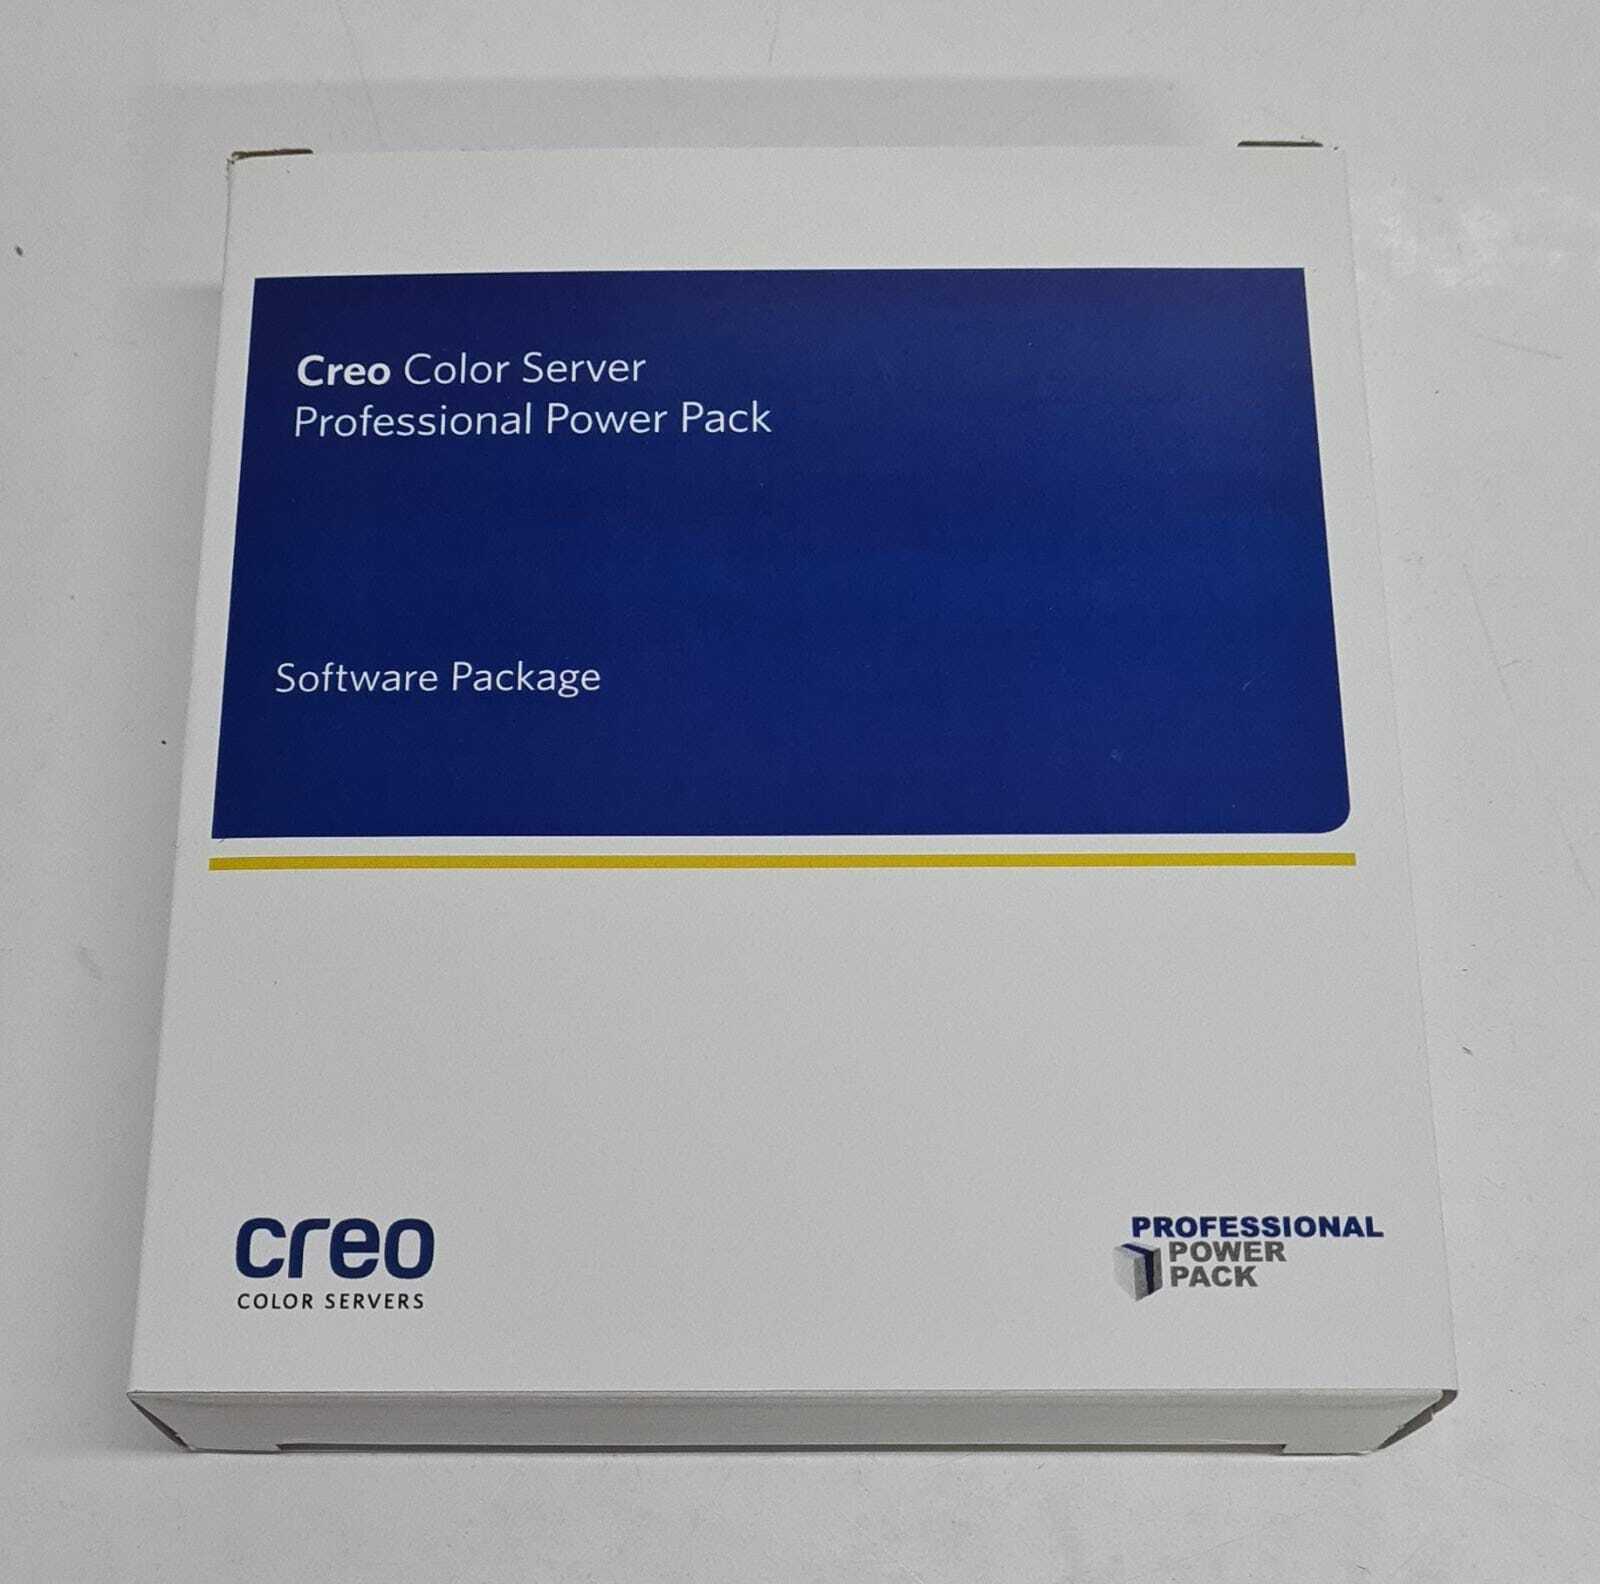 Creo Color Server
Professional Power Pack
Software Package
creo
COLOR SERVERS
PROFESSIONAL
POWER
PACK